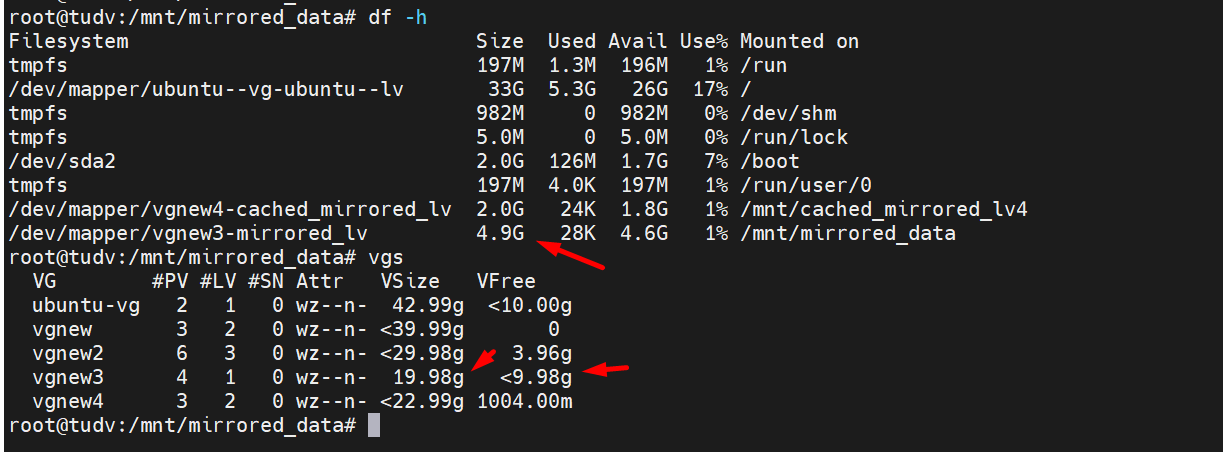 root@tudv:/mnt/mirrored_data# df -h
Filesystem                         Size  Used Avail Use% Mounted on
tmpfs                              197M  1.3M  196M   1% /run
/dev/mapper/ubuntu--vg-ubuntu--lv   33G  5.3G   26G  17% /
tmpfs                              982M     0  982M   0% /dev/shm
tmpfs                              5.0M     0  5.0M   0% /run/lock
/dev/sda2                          2.0G  126M  1.7G   7% /boot
tmpfs                              197M  4.0K  197M   1% /run/user/0
/dev/mapper/vgnew4-cached_mirrored_lv  2.0G   24K  1.8G   1% /mnt/cached_mirrored_lv4
/dev/mapper/vgnew3-mirrored_lv     4.9G   28K  4.6G   1% /mnt/mirrored_data
root@tudv:/mnt/mirrored_data# vgs
  VG        #PV #LV #SN Attr   VSize   VFree
  ubuntu-vg   2   1   0 wz--n-  42.99g  <10.00g
  vgnew       3   2   0 wz--n- <39.99g       0
  vgnew2      6   3   0 wz--n- <29.98g    3.96g
  vgnew3      4   1   0 wz--n-  19.98g   <9.98g
  vgnew4      3   2   0 wz--n- <22.99g 1004.00m
root@tudv:/mnt/mirrored_data#